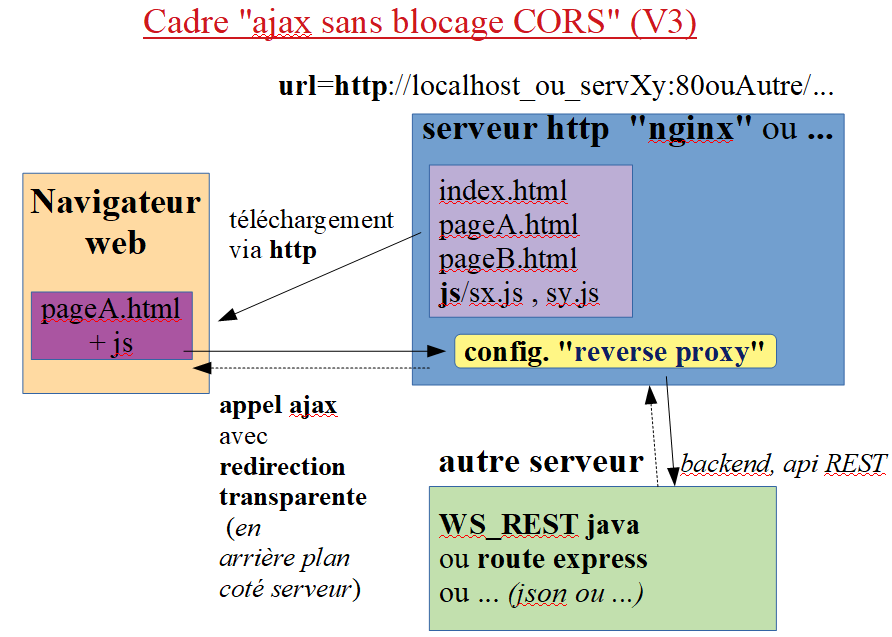 Cadre "ajax sans blocage CORS" (V3)
url=http://localhost_ou_servXy:80ouAutre/...
serveur http "nginx" ou ...
index.html
pageA.html
pageB.html
js/sx.js , sy.js
Navigateur
web
téléchargement
via http
pageA.html
+ js
config. "reverse proxy"
appel ajax
avec
redirection
transparente
(en
arrière plan
coté serveur)
autre serveur
backend, api REST
WS_REST java
ou route express
ou ... (json ou ...)